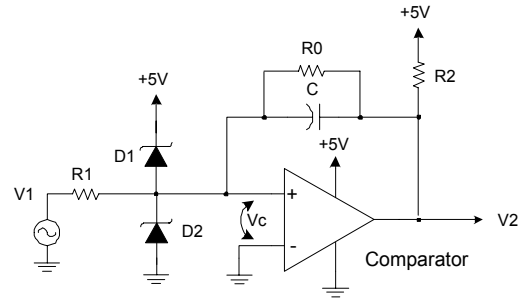 +5V
R0
R2
C
+5V
+5V
D1
R1
V1
+
Vc
V2
D2
-
Comparator